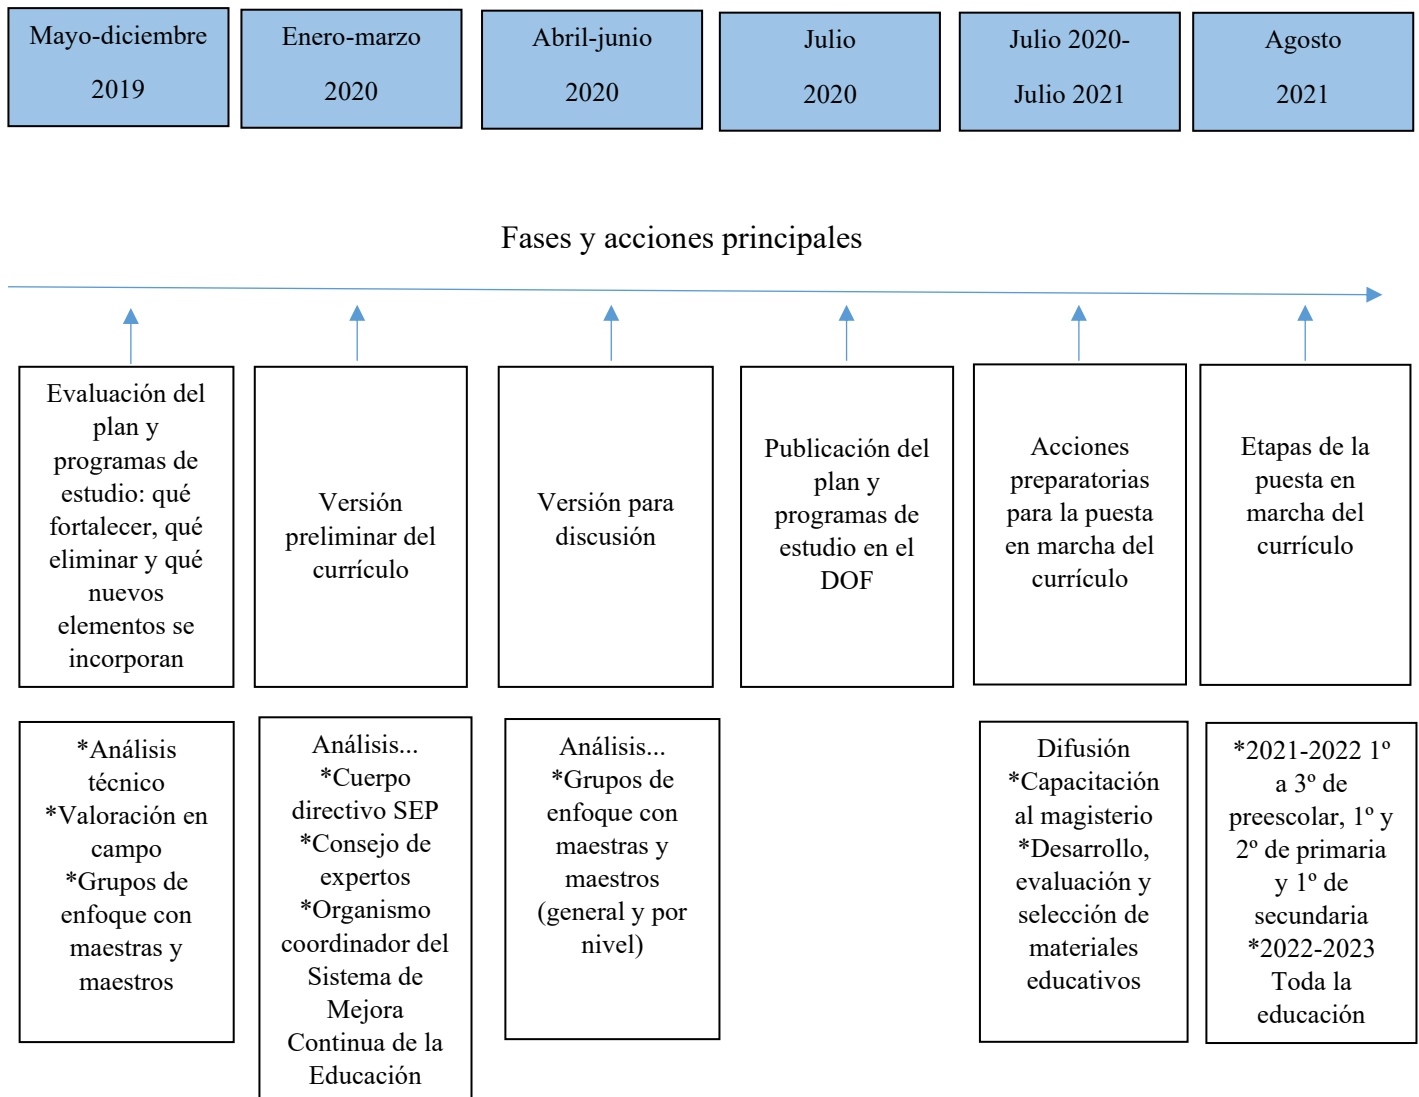 Mayo-diciembre
2019
Enero-marzo
2020
Abril-junio
2020
Julio
2020
Julio 2020-
Julio 2021
Agosto
2021
Fases y acciones principales
Evaluación del
plan y
programas de
estudio: qué
fortalecer, qué
eliminar y qué
nuevos
elementos se
incorporan
Versión
preliminar del
currículo
Versión para
discusión
Publicación del
plan y
programas de
estudio en el
DOF
Acciones
preparatorias
para la puesta
en marcha del
currículo
Etapas de la
puesta en
marcha del
currículo
*Análisis
técnico
*Valoración en
campo
*Grupos de
enfoque con
maestras y
maestros
Análisis...
*Cuerpo
directivo SEP
*Consejo de
expertos
*Organismo
coordinador del
Sistema de
Mejora
Continua de la
Educación
Análisis...
*Grupos de
enfoque con
maestras y
maestros
(general y por
nivel)
Difusión
*Capacitación
al magisterio
*Desarrollo,
evaluación y
selección de
materiales
educativos
*2021-2022 1º
a 3º de
preescolar, 1º y
2º de primaria
y 1º de
secundaria
*2022-2023
Toda la
educación